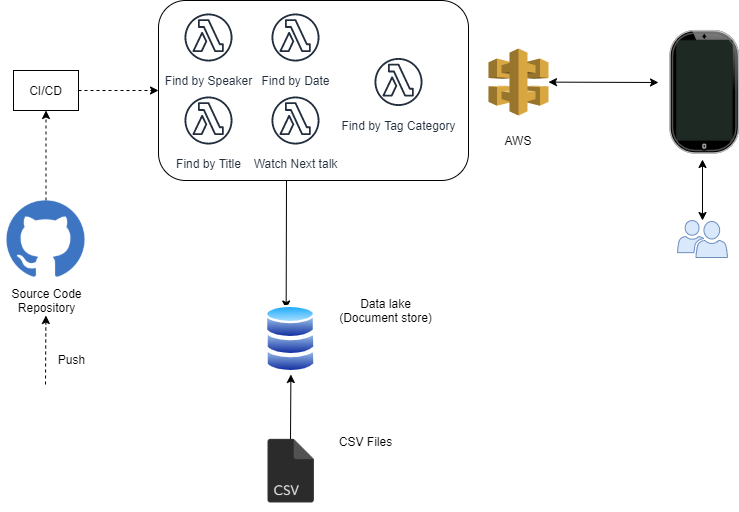 CI/CD
Find by Speaker
Find by Date
Find by Tag Category
Find by Title
Watch Next talk
AWS
Source Code
Repository
Push
Data lake
(Document store)
CSV Files
CSV